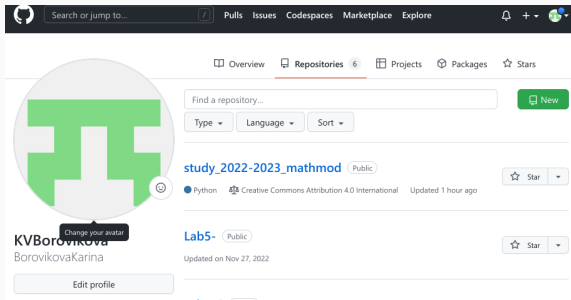 Search or jump to... / Pulls Issues Codespaces Marketplace Explore
Overview Repositories 6 Projects Packages Stars
Find a repository... New
Type Language Sort
study_2022-2023_mathmod Public
Star
Python Creative Commons Attribution 4.0 International Updated 1 hour ago
Change your avatar
KVBorovikova
BorovikovaKarina
Edit profile
Lab5- Public
Star
Updated on Nov 27, 2022